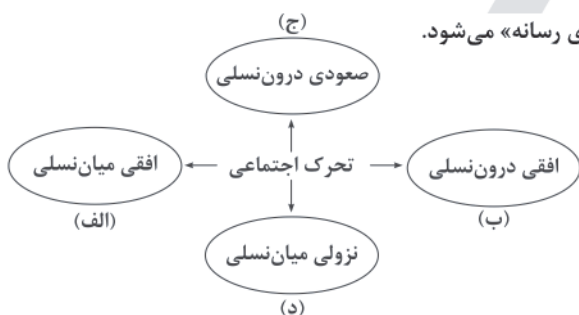 ی رسانه» می‌شود.
(ج)
صعودی درون‌نسلی
افقی درون‌نسلی
تحرک اجتماعی
افقی میان‌نسلی
(ب)
(الف)
نزولی میان‌نسلی
(د)